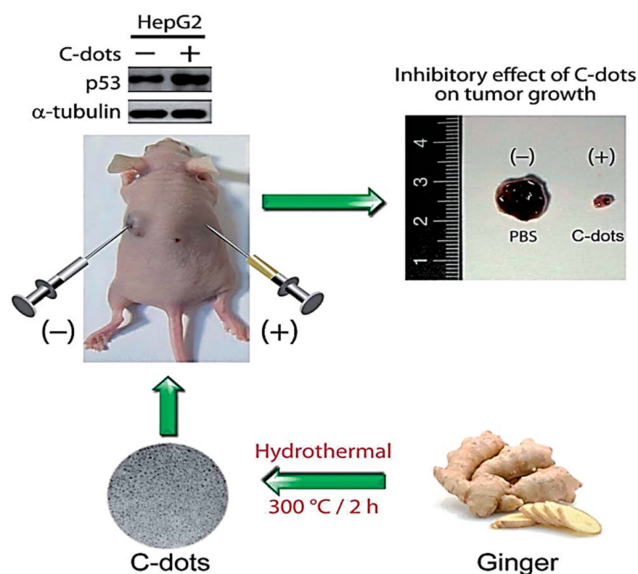 HepG2
C-dots − +
p53
α-tubulin
(−)
(+)
Inhibitory effect of C-dots
on tumor growth
4
3
2
1
(−)
(+)
PBS
C-dots
Hydrothermal
300 °C / 2 h
C-dots
Ginger